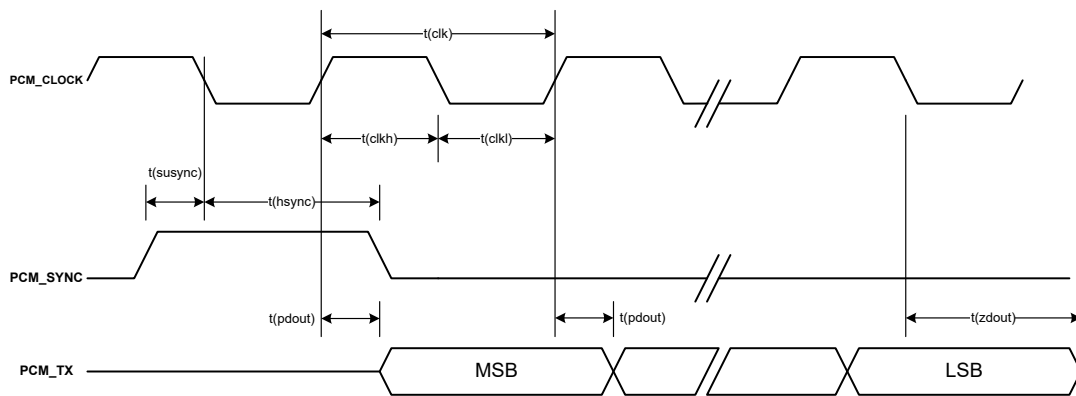 t(clk)
PCM_CLOCK
t(clkh)
t(clkl)
t(susync)
t(hsync)
PCM_SYNC
t(pdout)
t(pdout)
t(zdout)
PCM_TX
MSB
LSB